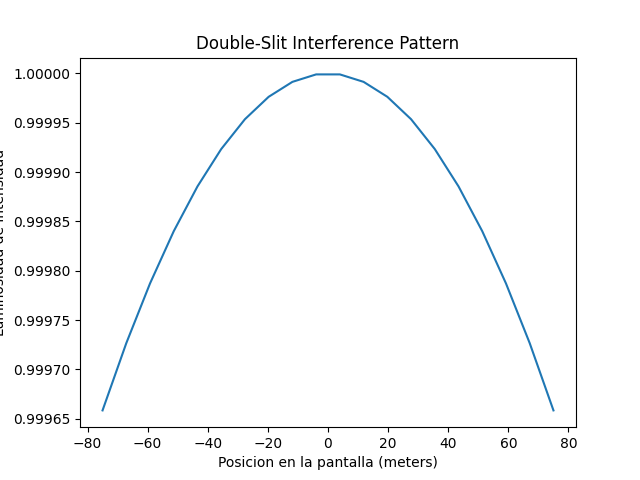 Double-Slit Interference Pattern
1.00000
0.99995
0.99990
0.99985
0.99980
0.99975
0.99970
0.99965
−80 −60 −40 −20 0 20 40 60 80
Posicion en la pantalla (meters)